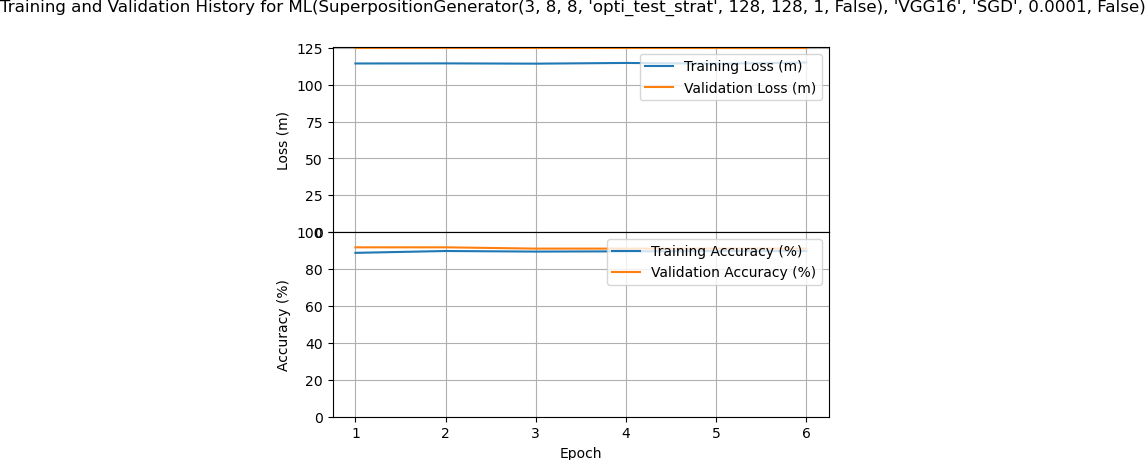 Training and Validation History for ML(SuperpositionGenerator(3, 8, 8, 'opti_test_strat', 128, 128, 1, False), 'VGG16', 'SGD', 0.0001, False)
125
100
75
50
25
0
Loss (m)
Training Loss (m)
Validation Loss (m)
100
80
60
40
20
0
Accuracy (%)
Training Accuracy (%)
Validation Accuracy (%)
1 2 3 4 5 6
Epoch